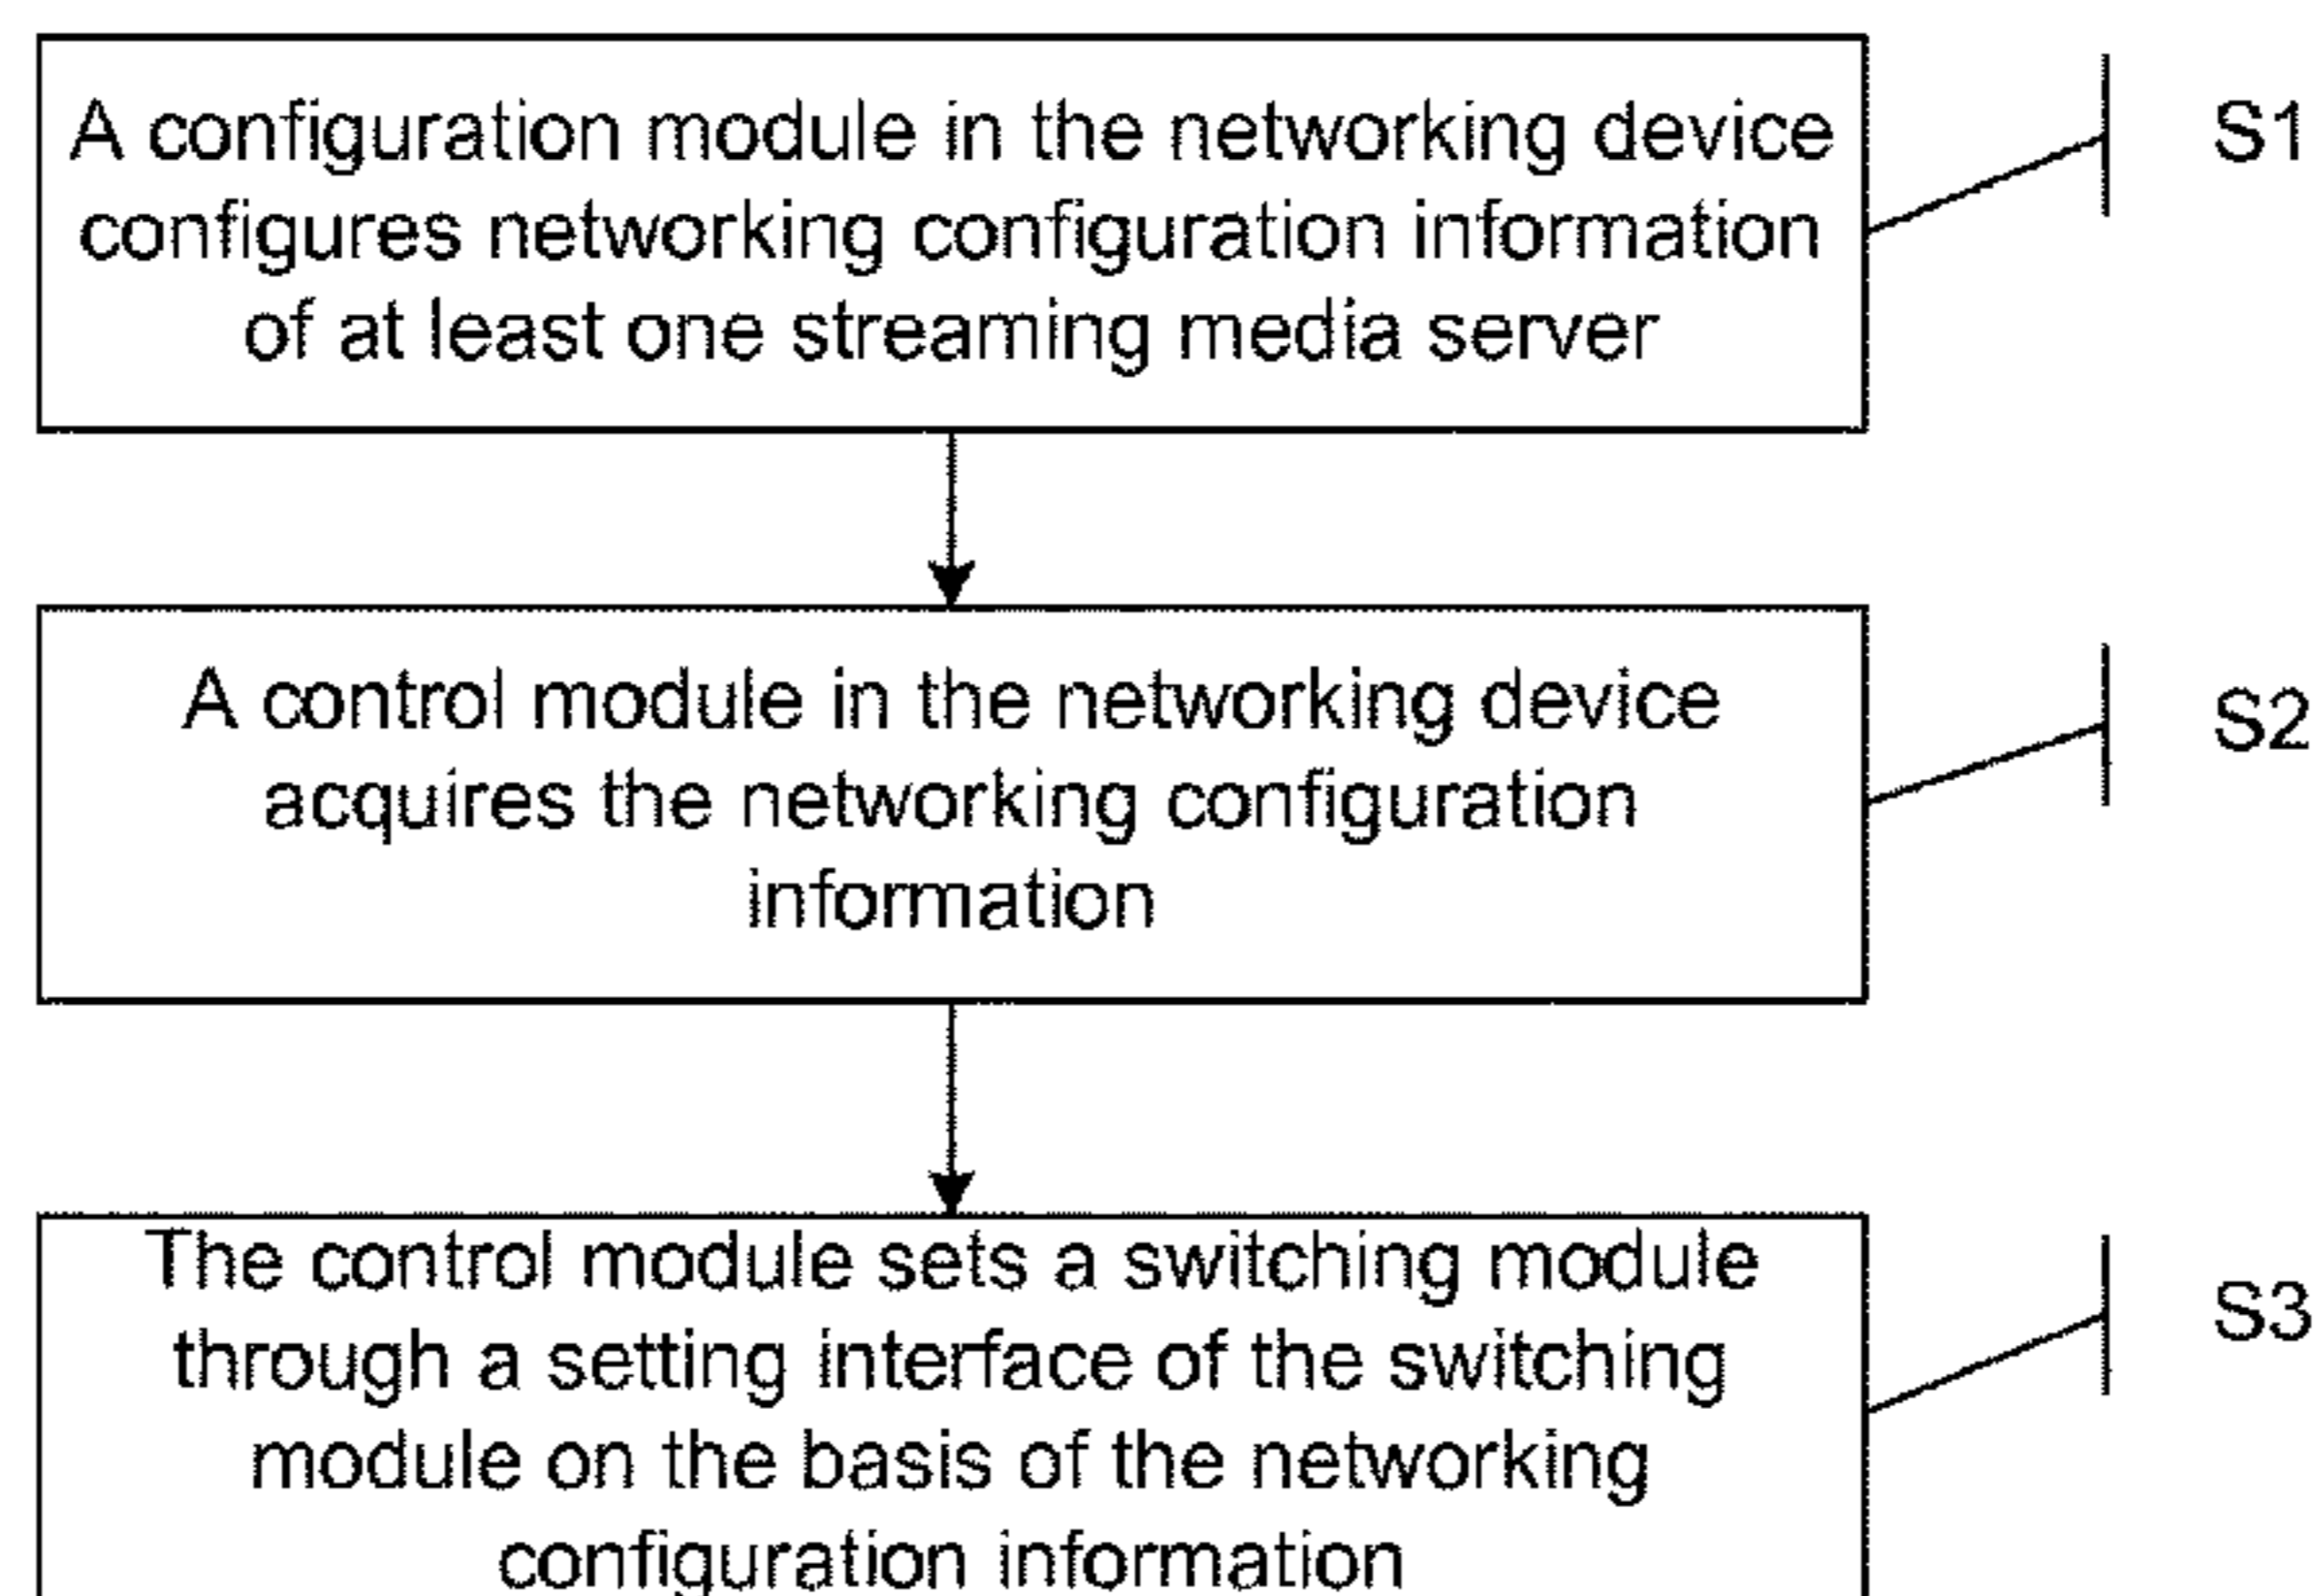 A configuration module in the networking device
configures networking configuration information
of at least one streaming media server
S1
A control module in the networking device
acquires the networking configuration
information
S2
The control module sets a switching module
through a setting interface of the switching
module on the basis of the networking
configuration information
S3